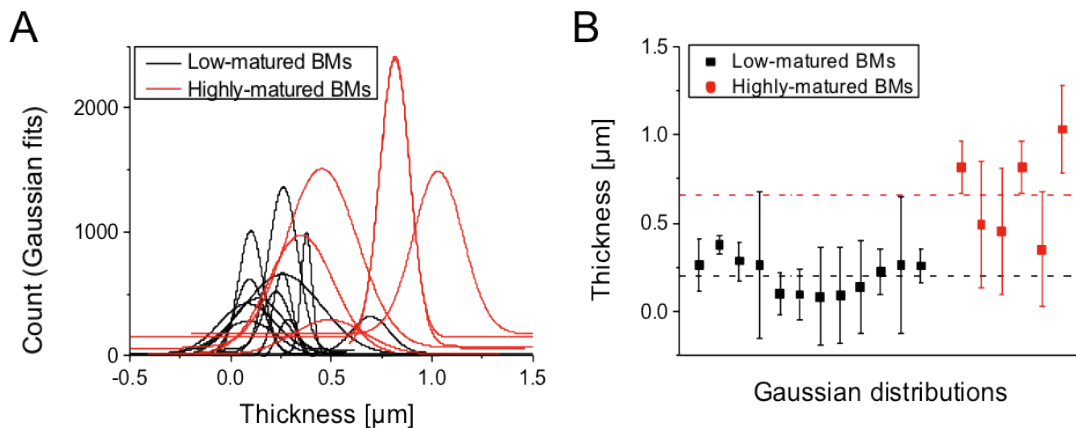 A
Low-matured BMs
Highly-matured BMs
Count (Gaussian fits)
2000
1000
0
-0.5
0.0
0.5
1.0
1.5
Thickness [µm]
B
Low-matured BMs
Highly-matured BMs
Thickness [µm]
1.5
1.0
0.5
0.0
Gaussian distributions